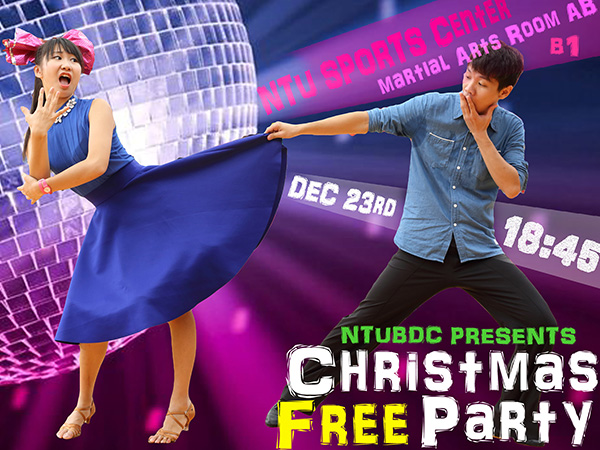 NTU SPORTS CENTER
MARTIAL ARTS ROOM AB
B1
DEC 23RD
18:45
NTUBDC PRESENTS
CHRiSTMAS
FREE PARTY